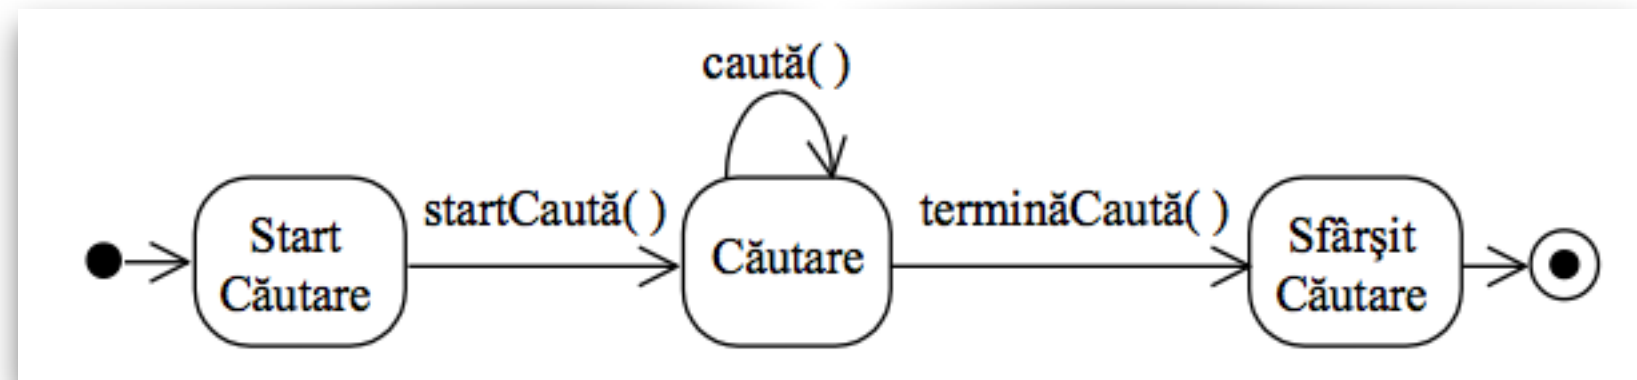 caută( )
Start
Căutare
startCaută( )
Căutare
terminăCaută( )
Sfârşit
Căutare